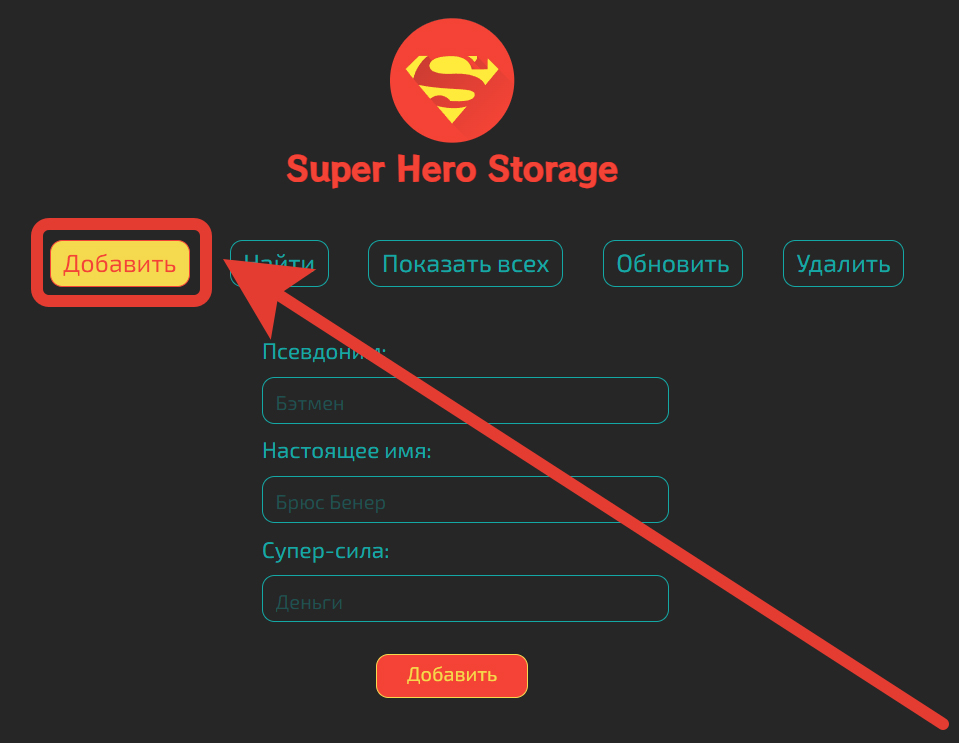 Super Hero Storage
Добавить Найти Показать всех Обновить Удалить
Псевдоним:
Бэтмен
Настоящее имя:
Брюс Бенер
Супер-сила:
Деньги
Добавить